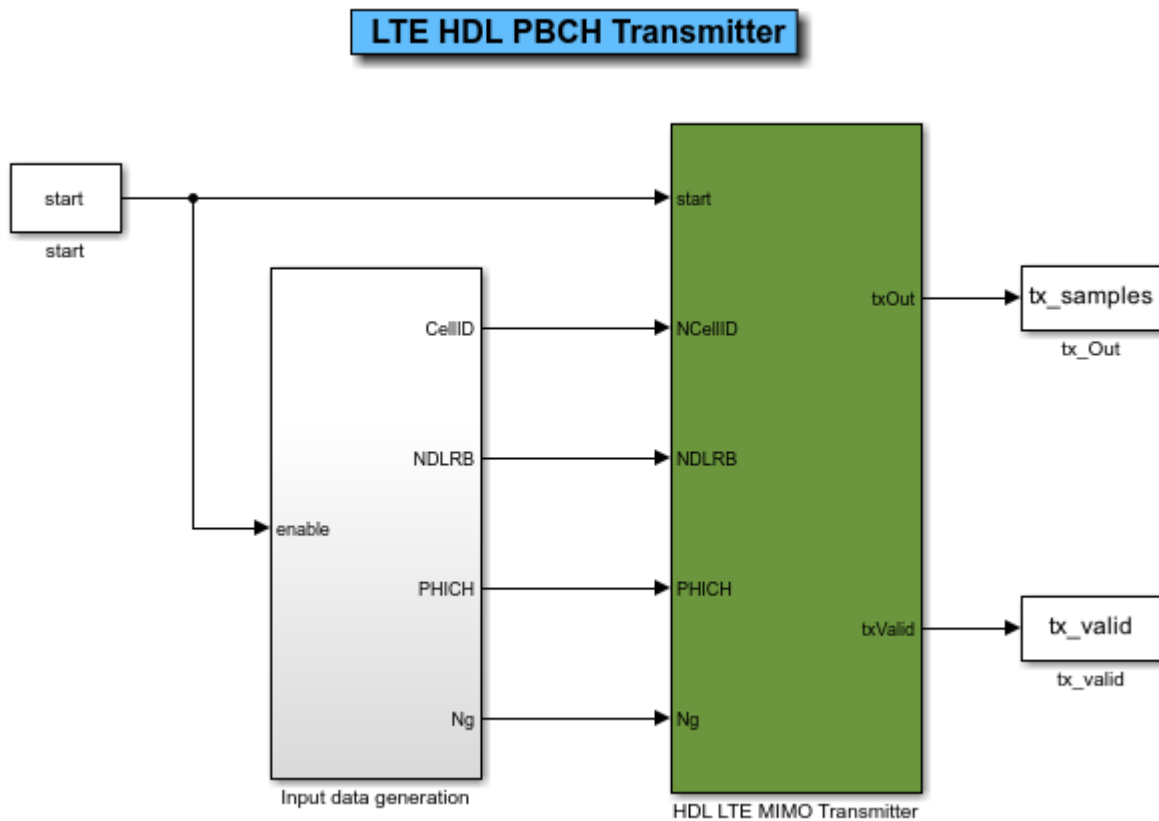 LTE HDL PBCH Transmitter
start
start
enable
CellID
NDLRB
PHICH
Ng
Input data generation
start
NCellID
NDLRB
PHICH
Ng
txOut
txValid
HDL LTE MIMO Transmitter
tx_samples
tx_Out
tx_valid
tx_valid